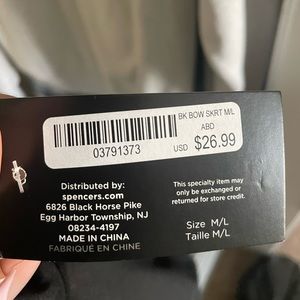 BK BOW SKRT M/L
ABD
USD $26.99
03791373
Distributed by:
spencers.com
6826 Black Horse Pike
Egg Harbor Township, NJ
08234-4197
MADE IN CHINA
FABRIQUÉ EN CHINE
This specialty item may
only be exchanged or
returned for store credit.
Size M/L
Taille M/L